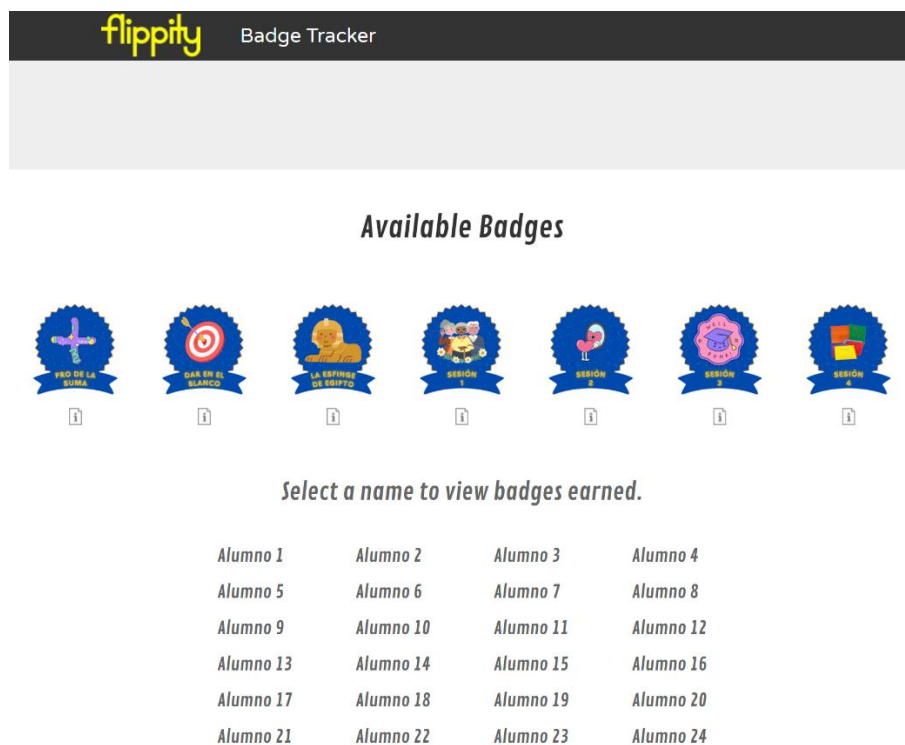 flippity Badge Tracker
Available Badges
PRO DE LA
SUMA
DAR EN EL
BLANCO
LA ESFINGE
DE EGIPTO
SESIÓN
1
SESIÓN
2
WELL
DONE!
SESIÓN
3
SESIÓN
4
Select a name to view badges earned.
Alumno 1 Alumno 2 Alumno 3 Alumno 4
Alumno 5 Alumno 6 Alumno 7 Alumno 8
Alumno 9 Alumno 10 Alumno 11 Alumno 12
Alumno 13 Alumno 14 Alumno 15 Alumno 16
Alumno 17 Alumno 18 Alumno 19 Alumno 20
Alumno 21 Alumno 22 Alumno 23 Alumno 24